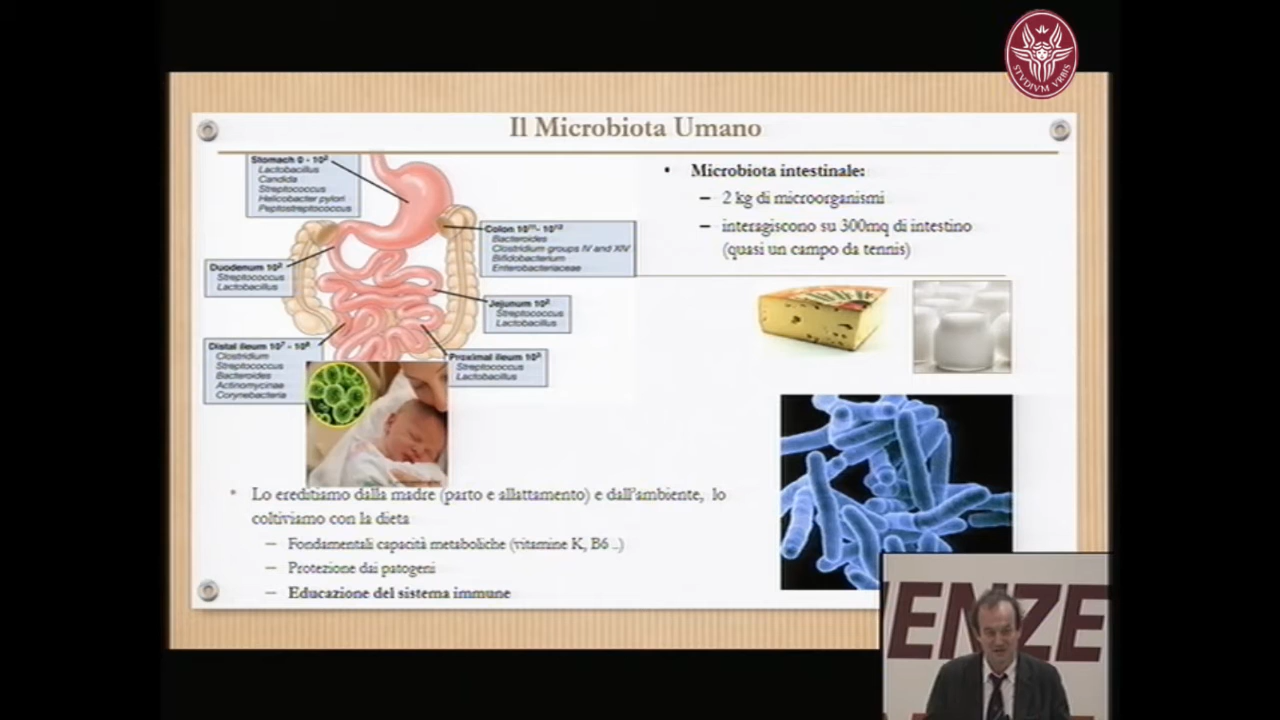 STVDIVM VRBIS
Il Microbiota Umano
Stomach 0 - 10²
Lactobacillus
Candida
Streptococcus
Helicobacter pylori
Peptostreptococcus
Colon 10¹¹- 10¹²
Bacteroides
Clostridium groups IV and XIV
Bifidobacterium
Enterobacteriaceae
Duodenum 10²
Streptococcus
Lactobacillus
Jejunum 10²
Streptococcus
Lactobacillus
Distal ileum 10⁷ - 10⁸
Clostridium
Streptococcus
Bacteroides
Actinomycinae
Corynebacteria
Proximal ileum 10³
Streptococcus
Lactobacillus
• Microbiota intestinale:
– 2 kg di microorganismi
– interagiscono su 300mq di intestino
(quasi un campo da tennis)
• Lo ereditiamo dalla madre (parto e allattamento) e dall'ambiente, lo
coltiviamo con la dieta
– Fondamentali capacità metaboliche (vitamine K, B6 ..)
– Protezione dai patogeni
– Educazione del sistema immune
ENZE